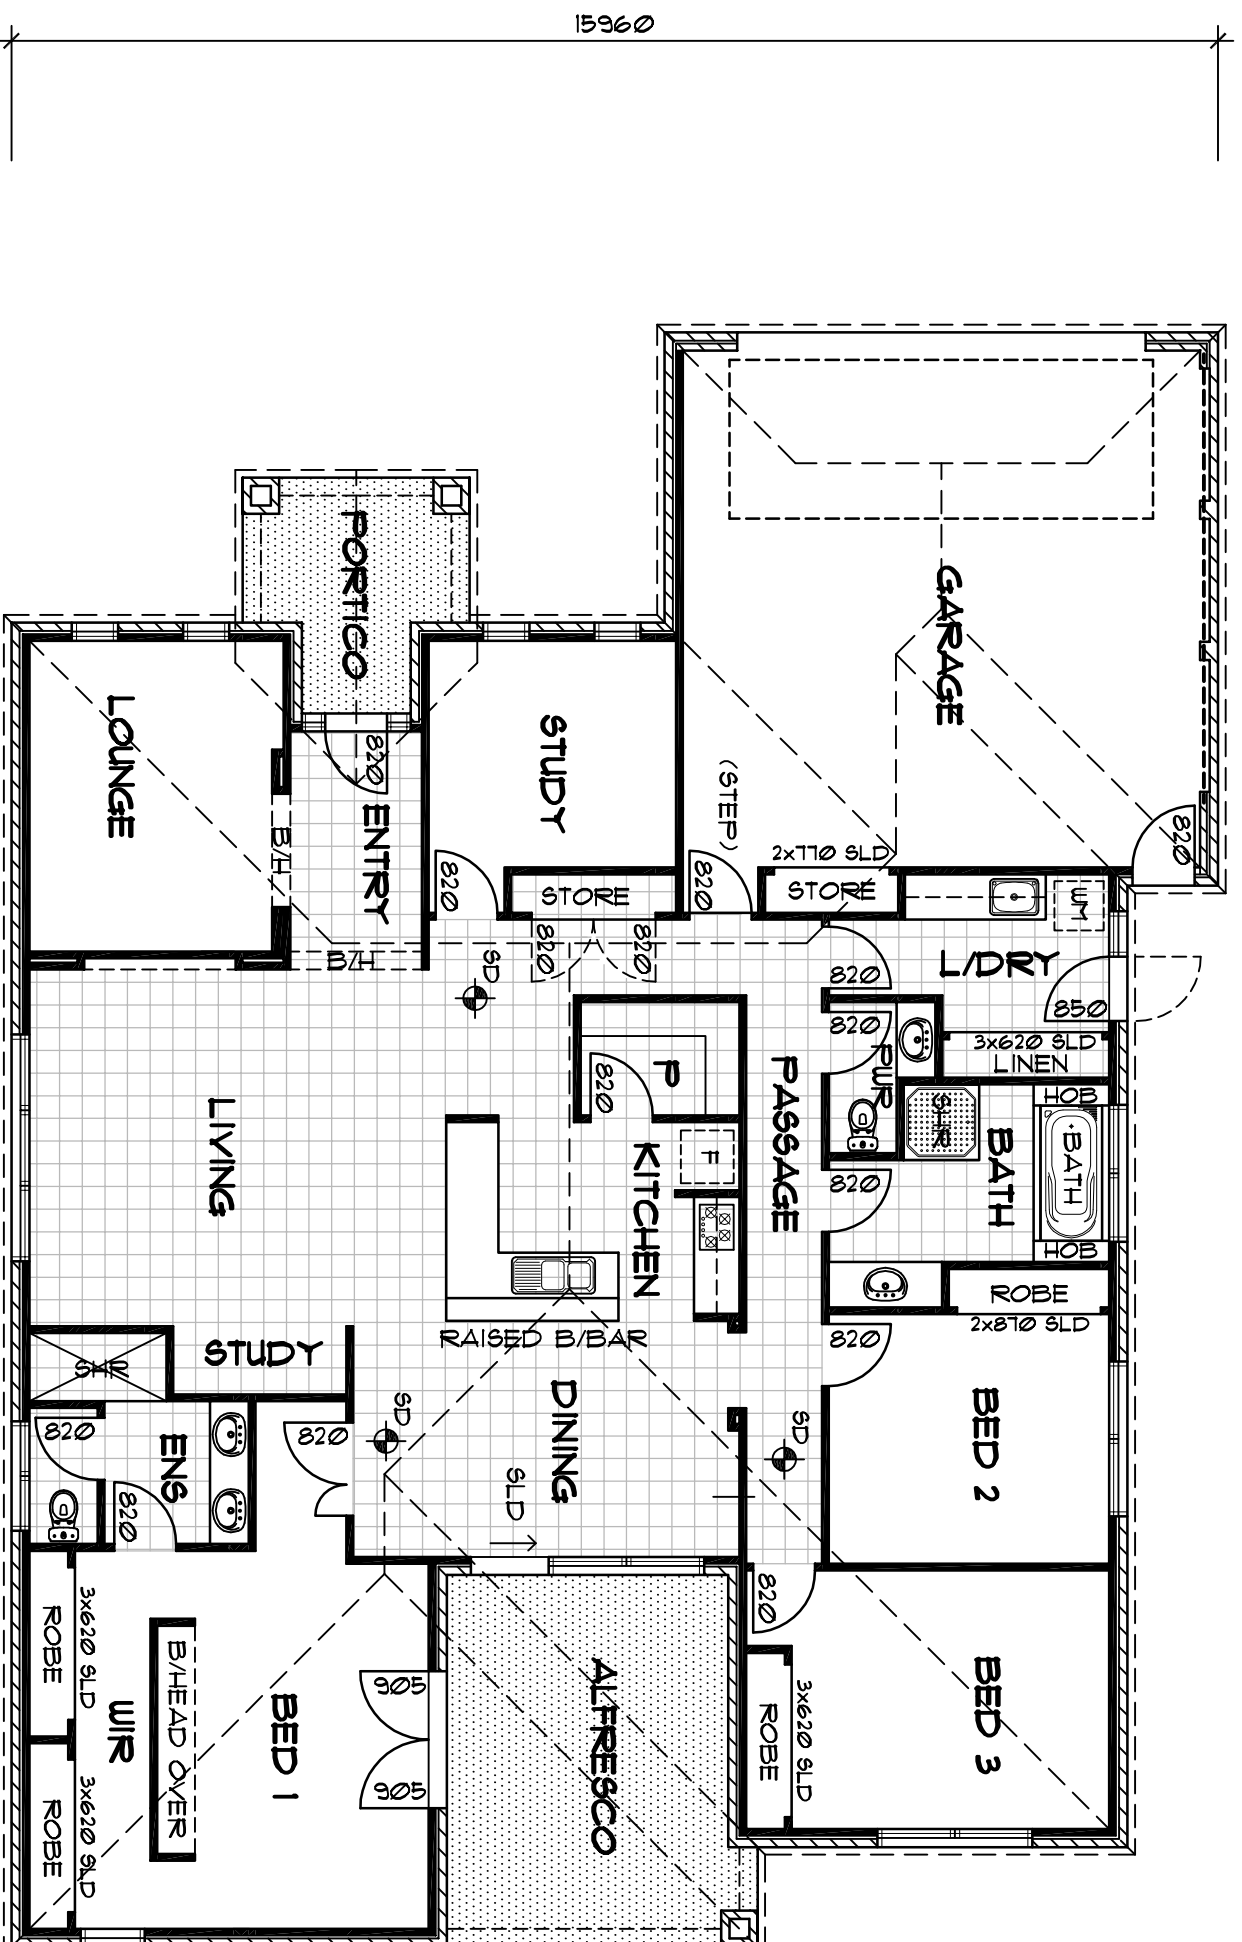 15960
PORTICO
GARAGE
LOUNGE
820
ENTRY
STUDY
(STEP)
820
B/H
820
STORE
820
2x770 SLD
STORE
WM
B/H
SD
820
820
820
L/DRY
850
3x620 SLD
LINEN
820
PWR
P
820
PASSAGE
HOB
SHR
BATH
BATH
HOB
LIVING
KITCHEN
F
820
ROBE
2x870 SLD
RAISED B/BAR
820
STUDY
SHR
DINING
SD
SD
BED 2
820
ENS
820
820
SLD
820
3x620 SLD
ROBE
WIR
B/HEAD OVER
BED 1
905
905
ALFRESCO
ROBE
3x620 SLD
BED 3
ROBE
3x620 SLD